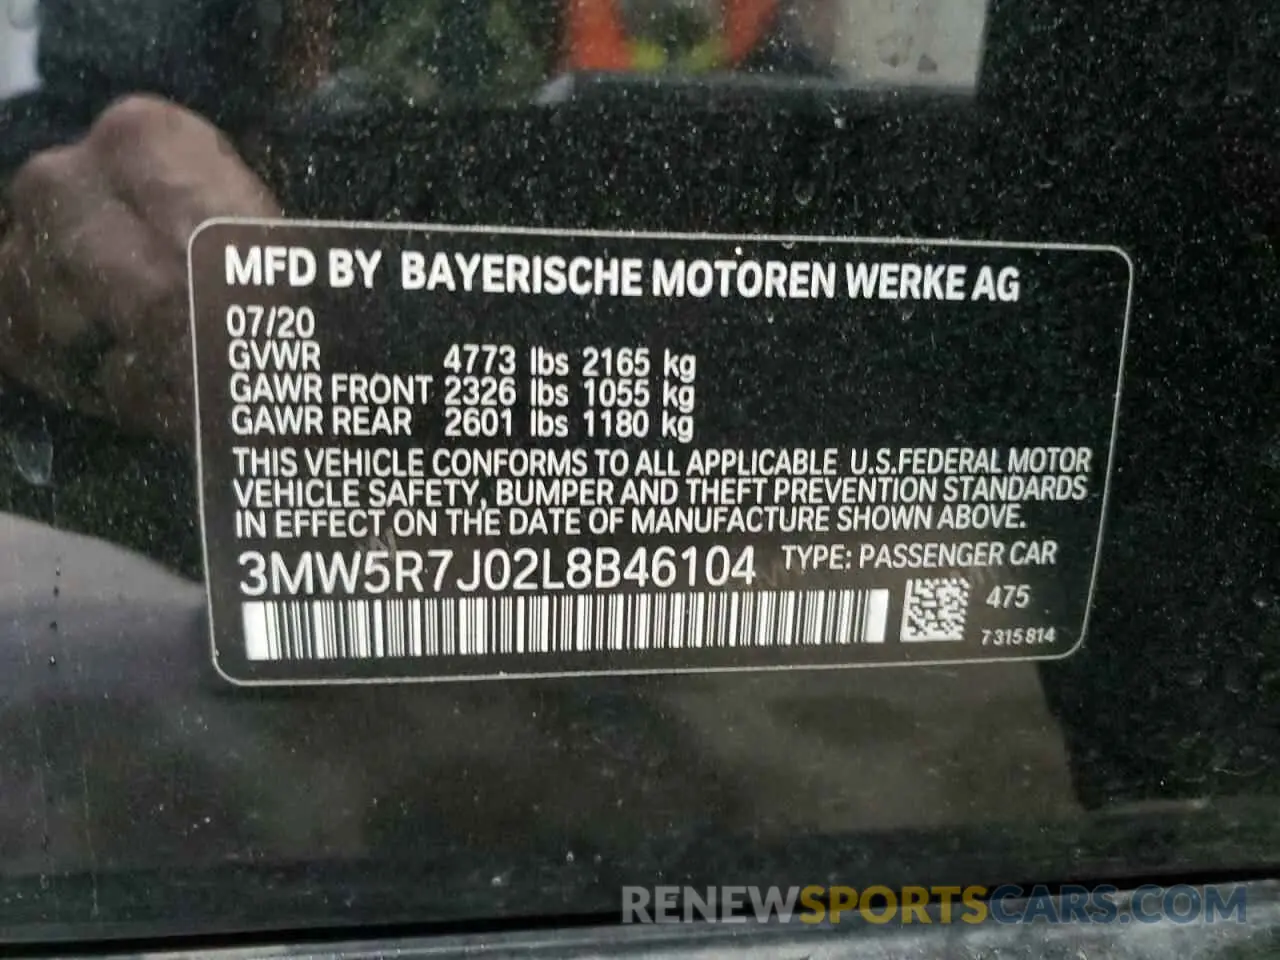 MFD BY BAYERISCHE MOTOREN WERKE AG
07/20
GVWR 4773 lbs 2165 kg
GAWR FRONT 2326 lbs 1055 kg
GAWR REAR 2601 lbs 1180 kg
THIS VEHICLE CONFORMS TO ALL APPLICABLE U.S.FEDERAL MOTOR
VEHICLE SAFETY, BUMPER AND THEFT PREVENTION STANDARDS
IN EFFECT ON THE DATE OF MANUFACTURE SHOWN ABOVE.
3MW5R7J02L8B46104 TYPE: PASSENGER CAR
475
7315814
RENEWSPORTSCARS.COM